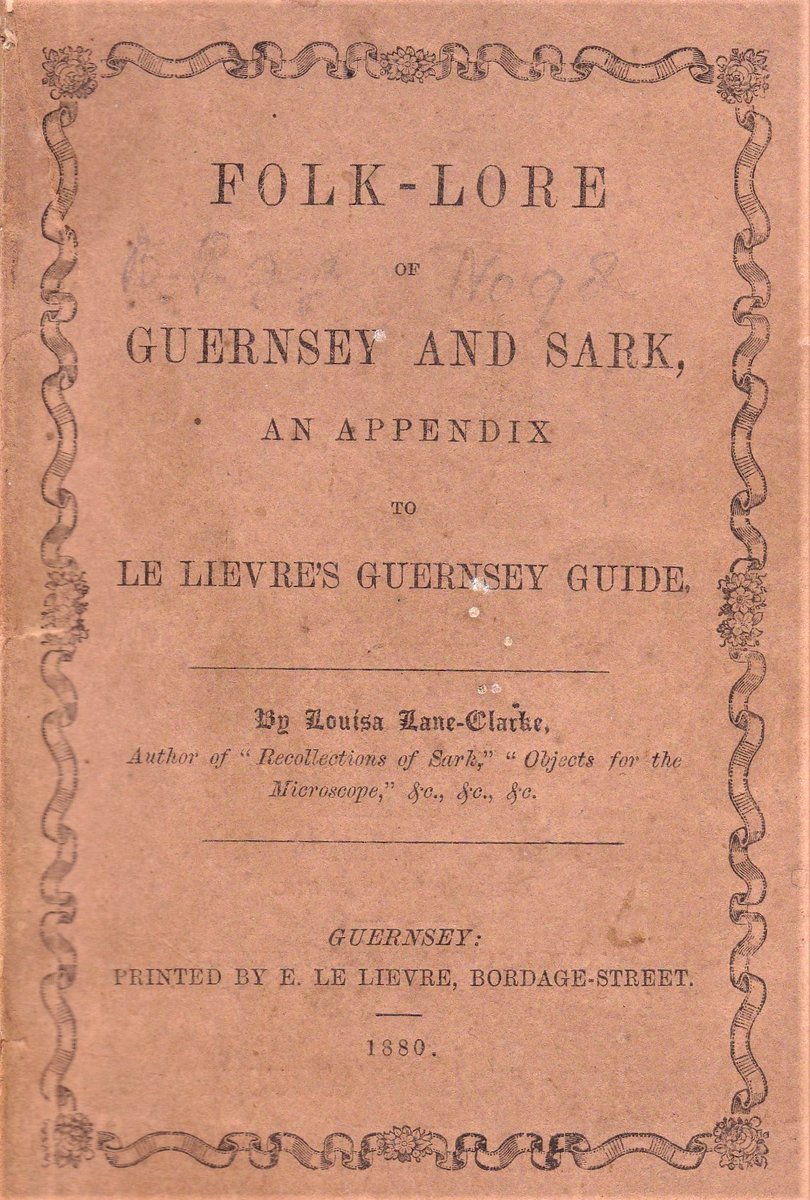 FOLK-LORE
OF
GUERNSEY AND SARK,
AN APPENDIX
TO
LE LIEVRE'S GUERNSEY GUIDE,
By Louisa Lane-Clarke,
Author of “Recollections of Sark,” “Objects for the
Microscope,” &c., &c., &c.
GUERNSEY:
PRINTED BY E. LE LIEVRE, BORDAGE-STREET.
1880.